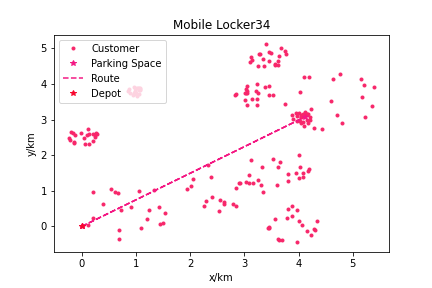 Mobile Locker34
Customer
Parking Space
Route
Depot
y/km
5
4
3
2
1
0
0 1 2 3 4 5
x/km